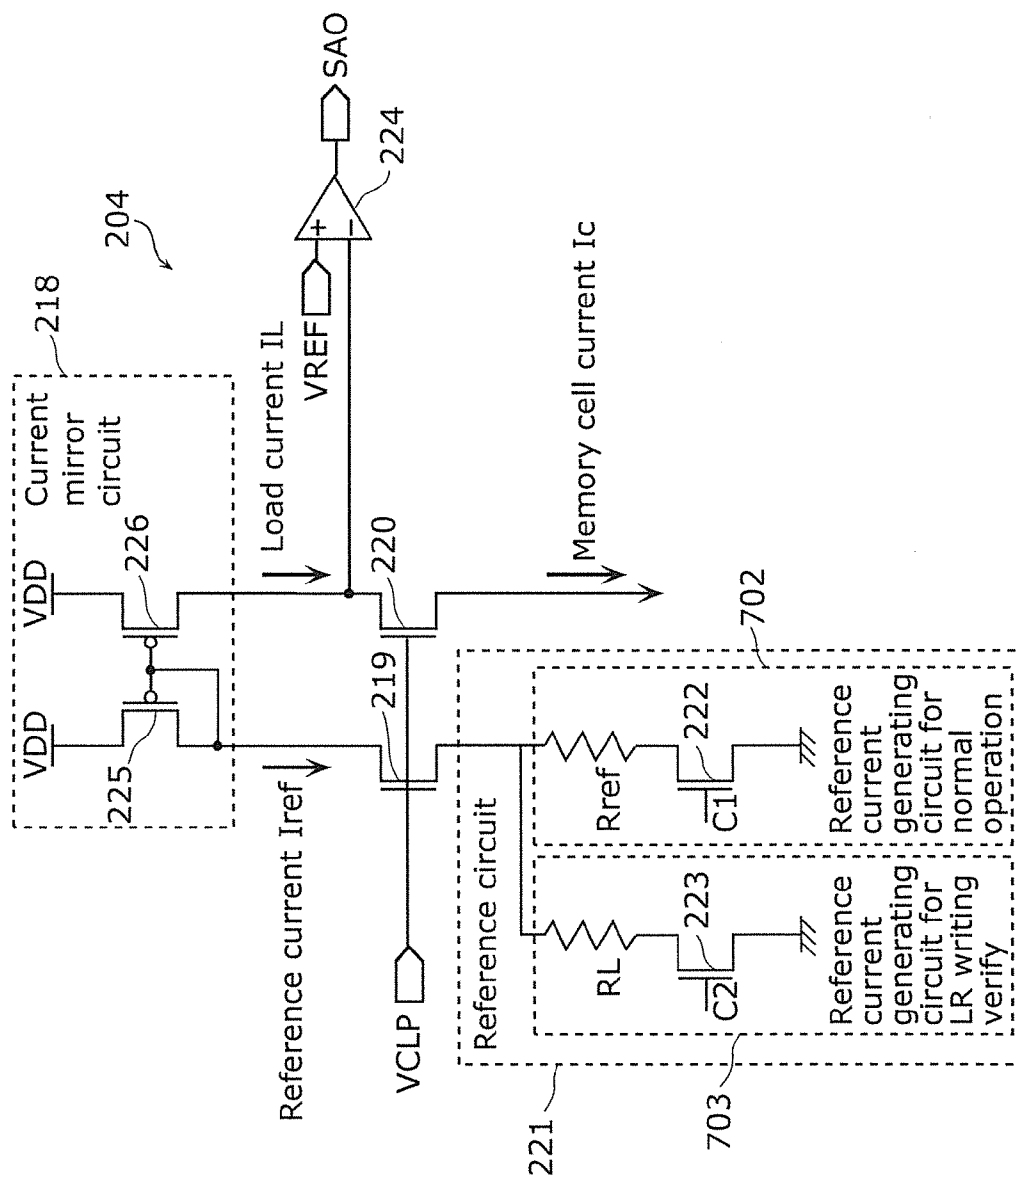 204
218
Current
mirror
circuit
VDD
VDD
225
226
Reference current Iref
Load current IL
VREF
+
−
224
SAO
VCLP
219
220
Memory cell current Ic
221
Reference circuit
703
702
RL
C2
223
Reference
current
generating
circuit for
LR writing
verify
Rref
C1
222
Reference
current
generating
circuit for
normal
operation